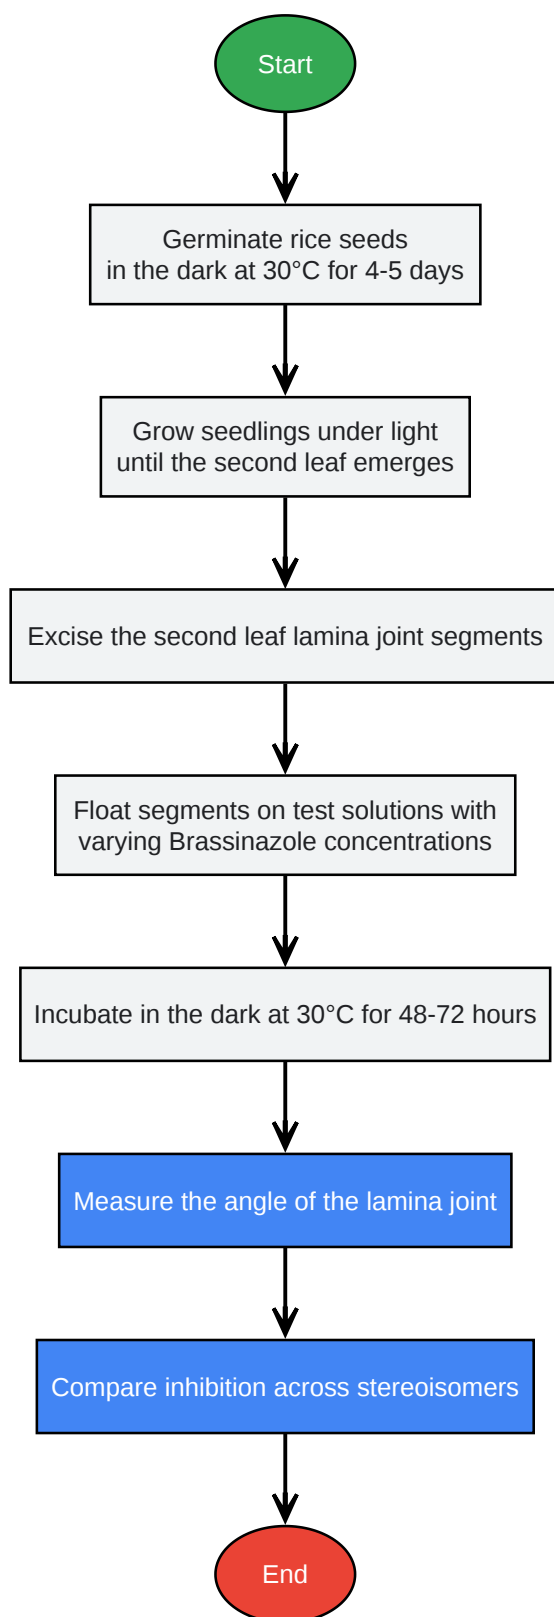 Start
Germinate rice seeds
in the dark at 30°C for 4-5 days
Grow seedlings under light
until the second leaf emerges
Excise the second leaf lamina joint segments
Float segments on test solutions with
varying Brassinazole concentrations
Incubate in the dark at 30°C for 48-72 hours
Measure the angle of the lamina joint
Compare inhibition across stereoisomers
End